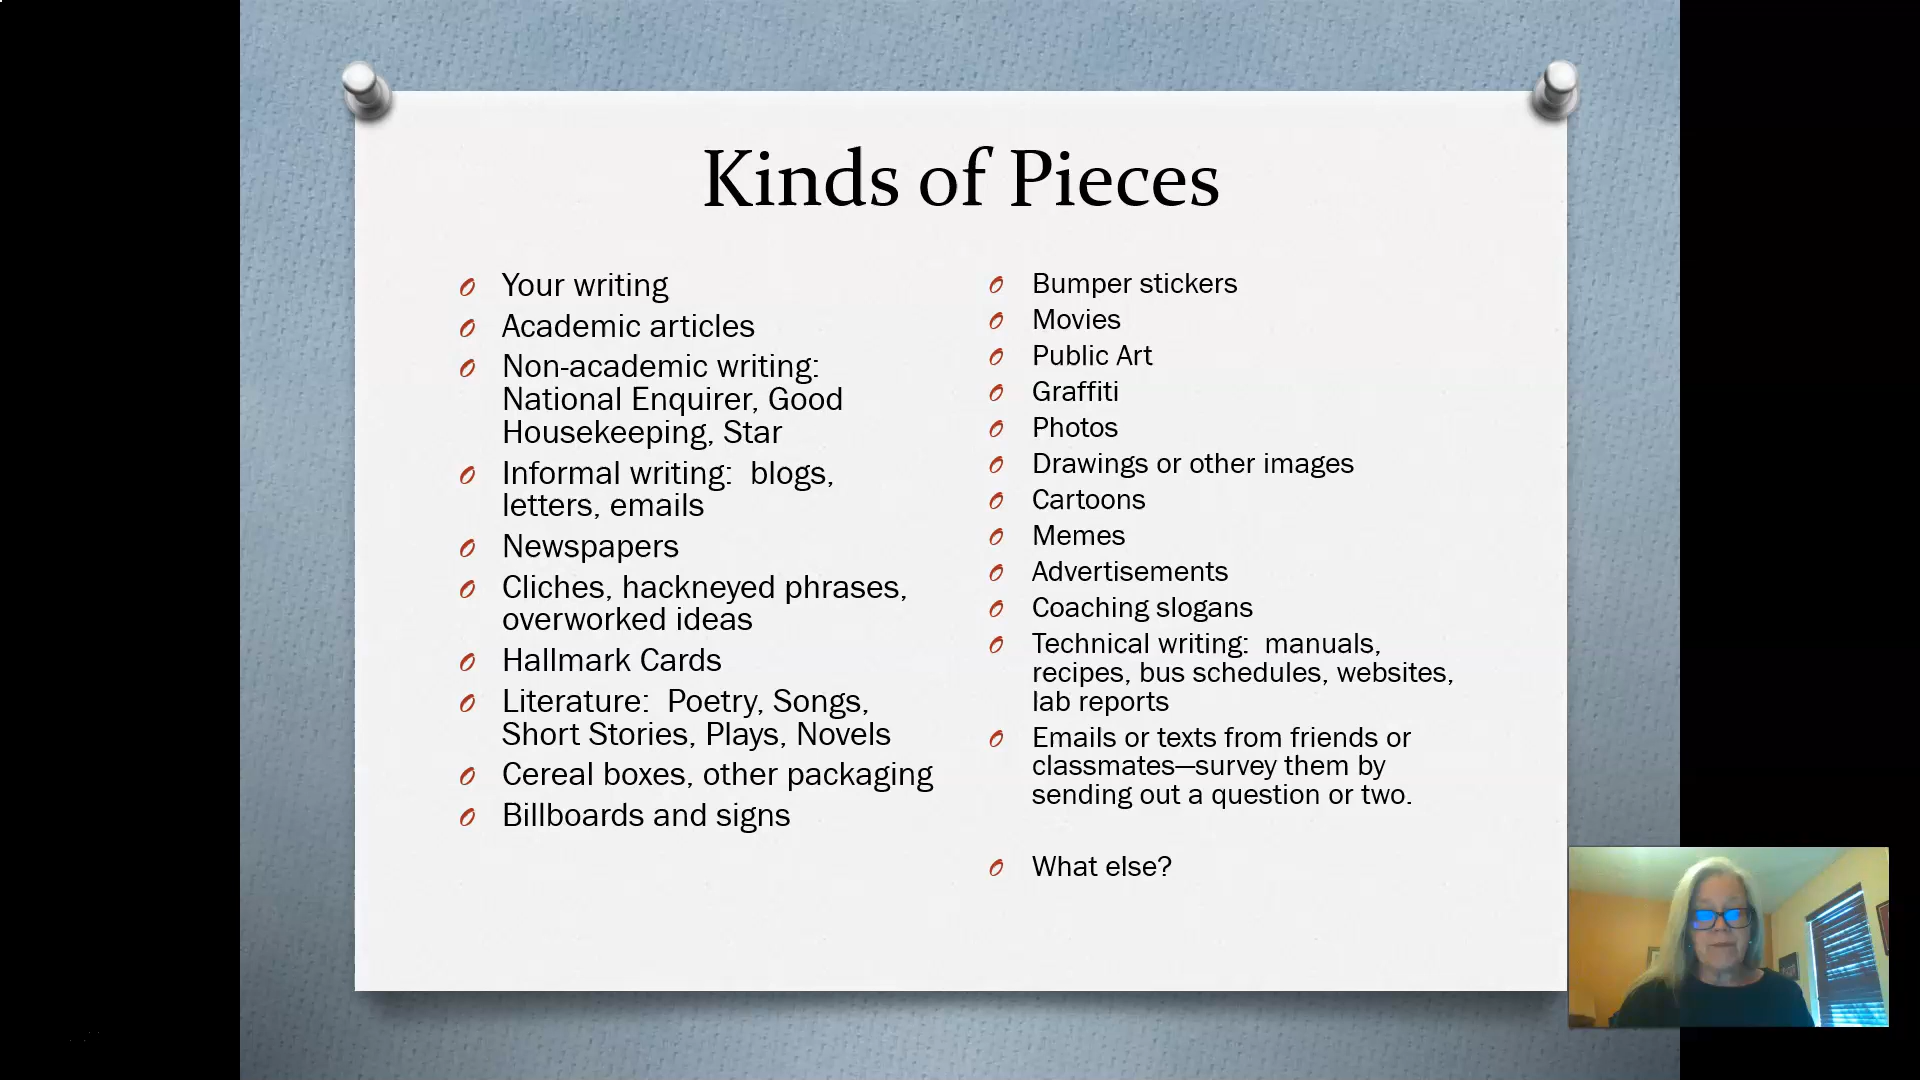 Kinds of Pieces
Your writing
Academic articles
Non-academic writing:
National Enquirer, Good
Housekeeping, Star
Informal writing:  blogs,
letters, emails
Newspapers
Cliches, hackneyed phrases,
overworked ideas
Hallmark Cards
Literature:  Poetry, Songs,
Short Stories, Plays, Novels
Cereal boxes, other packaging
Billboards and signs
Bumper stickers
Movies
Public Art
Graffiti
Photos
Drawings or other images
Cartoons
Memes
Advertisements
Coaching slogans
Technical writing:  manuals,
recipes, bus schedules, websites,
lab reports
Emails or texts from friends or
classmates—survey them by
sending out a question or two.
What else?